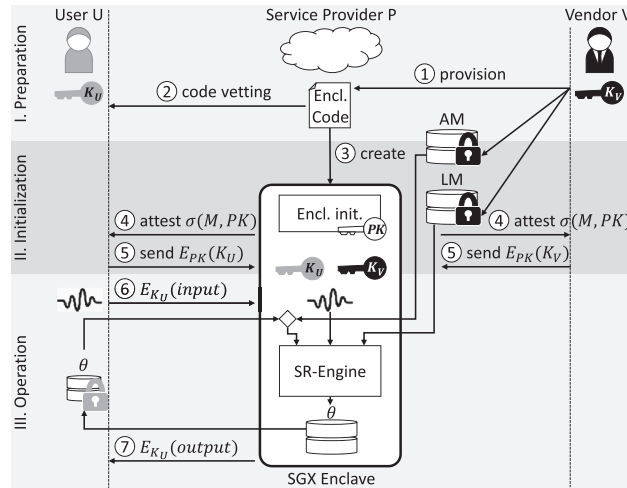 User U
Service Provider P
Vendor V
I. Preparation
K_U
① provision
K_V
② code vetting
Encl.
Code
AM
③ create
LM
II. Initialization
Encl. init.
PK
④ attest σ(M, PK)
④ attest σ(M, PK)
⑤ send E_PK(K_U)
K_U
K_V
⑤ send E_PK(K_V)
⑥ E_K_U(input)
III. Operation
θ
SR-Engine
θ
⑦ E_K_U(output)
SGX Enclave